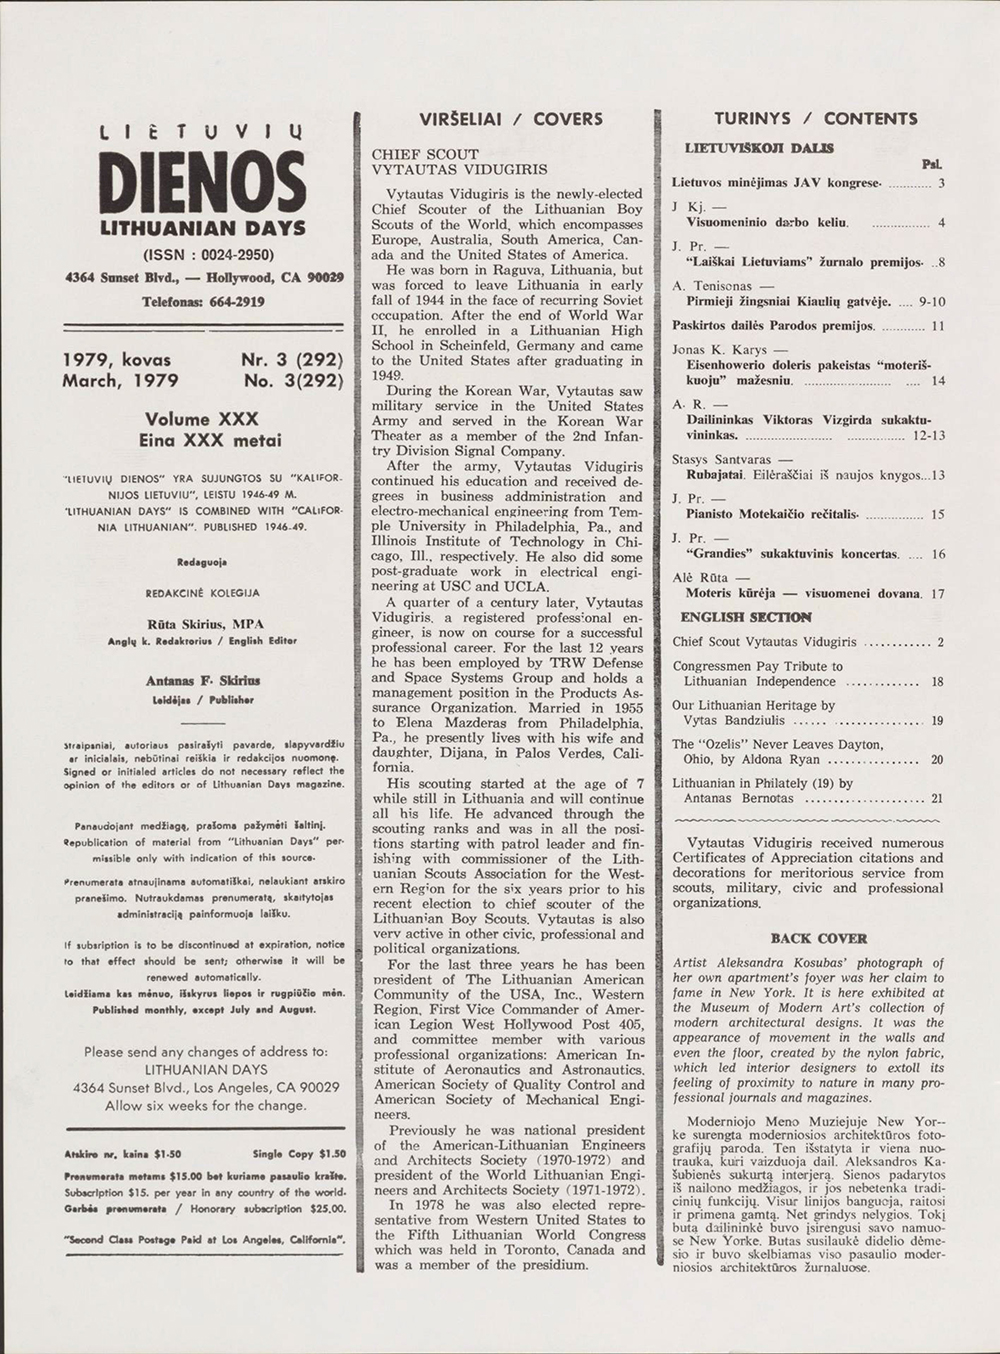 LIETUVIŲ
DIENOS
LITHUANIAN DAYS
(ISSN : 0024-2950)
4364 Sunset Blvd., — Hollywood, CA 90029
Telefonas: 664-2919
1979, kovas Nr. 3 (292)
March, 1979 No. 3(292)
Volume XXX
Eina XXX metai
"LIETUVIŲ DIENOS" YRA SUJUNGTOS SU "KALIFOR-
NIJOS LIETUVIU", LEISTU 1946-49 M.
"LITHUANIAN DAYS" IS COMBINED WITH "CALIFOR-
NIA LITHUANIAN". PUBLISHED 1946-49.
Redaguoja
REDAKCINĖ KOLEGIJA
Rūta Skirius, MPA
Anglų k. Redaktorius / English Editor
Antanas F. Skirius
Leidėjas / Publisher
Straipsniai, autoriaus pasirašyti pavarde, slapyvardžiu
ar inicialais, nebūtinai reiškia ir redakcijos nuomonę.
Signed or initialed articles do not necessary reflect the
opinion of the editors or of Lithuanian Days magazine.
Panaudojant medžiagą, prašoma pažymėti šaltinį.
Republication of material from "Lithuanian Days" per-
missible only with indication of this source.
Prenumerata atnaujinama automatiškai, nelaukiant atskiro
pranešimo. Nutraukdamas prenumeratą, skaitytojas
administraciją painformuoja laišku.
If subsription is to be discontinued at expiration, notice
to that effect should be sent; otherwise it will be
renewed automatically.
Leidžiama kas mėnuo, išskyrus liepos ir rugpiūčio mėn.
Published monthly, except July and August.
Please send any changes of address to:
LITHUANIAN DAYS
4364 Sunset Blvd., Los Angeles, CA 90029
Allow six weeks for the change.
Atskiro nr. kaina $1.50 Single Copy $1.50
Prenumerata metams $15.00 bet kuriame pasaulio krašte.
Subscription $15. per year in any country of the world.
Garbės prenumerata / Honorary subscription $25,00.
"Second Class Postage Paid at Los Angeles, California".
VIRŠELIAI / COVERS
CHIEF SCOUT
VYTAUTAS VIDUGIRIS
Vytautas Vidugiris is the newly-elected
Chief Scouter of the Lithuanian Boy
Scouts of the World, which encompasses
Europe, Australia, South America, Can-
ada and the United States of America.
He was born in Raguva, Lithuania, but
was forced to leave Lithuania in early
fall of 1944 in the face of recurring Soviet
occupation. After the end of World War
II, he enrolled in a Lithuanian High
School in Scheinfeld, Germany and came
to the United States after graduating in
1949.
During the Korean War, Vytautas saw
military service in the United States
Army and served in the Korean War
Theater as a member of the 2nd Infan-
try Division Signal Company.
After the army, Vytautas Vidugiris
continued his education and received de-
grees in business addministration and
electro-mechanical engineering from Tem-
ple University in Philadelphia, Pa., and
Illinois Institute of Technology in Chi-
cago, Ill., respectively. He also did some
post-graduate work in electrical engi-
neering at USC and UCLA.
A quarter of a century later, Vytautas
Vidugiris, a registered professional en-
gineer, is now on course for a successful
professional career. For the last 12 years
he has been employed by TRW Defense
and Space Systems Group and holds a
management position in the Products As-
surance Organization. Married in 1955
to Elena Mazderas from Philadelphia,
Pa., he presently lives with his wife and
daughter, Dijana, in Palos Verdes, Cali-
fornia.
His scouting started at the age of 7
while still in Lithuania and will continue
all his life. He advanced through the
scouting ranks and was in all the posi-
tions starting with patrol leader and fin-
ishing with commissioner of the Lith-
uanian Scouts Association for the West-
ern Region for the six years prior to his
recent election to chief scouter of the
Lithuanian Boy Scouts. Vytautas is also
very active in other civic, professional and
political organizations.
For the last three years he has been
president of The Lithuanian American
Community of the USA, Inc., Western
Region, First Vice Commander of Amer-
ican Legion West Hollywood Post 405,
and committee member with various
professional organizations: American In-
stitute of Aeronautics and Astronautics.
American Society of Quality Control and
American Society of Mechanical Engi-
neers.
Previously he was national president
of the American-Lithuanian Engineers
and Architects Society (1970-1972) and
president of the World Lithuanian Engi-
neers and Architects Society (1971-1972).
In 1978 he was also elected repre-
sentative from Western United States to
the Fifth Lithuanian World Congress
which was held in Toronto, Canada and
was a member of the presidium.
TURINYS / CONTENTS
LIETUVIŠKOJI DALIS
Psl.
Lietuvos minėjimas JAV kongrese. ............ 3
J Kj. —
Visuomeninio darbo keliu. ................ 4
J. Pr. —
"Laiškai Lietuviams" žurnalo premijos. ..8
A. Tenisonas —
Pirmieji žingsniai Kiaulių gatvėje. .... 9-10
Paskirtos dailės Parodos premijos. ............ 11
Jonas K. Karys —
Eisenhowerio doleris pakeistas "moteriš-
kuoju" mažesniu. ........................ .... 14
A. R. —
Dailininkas Viktoras Vizgirda sukaktu-
vininkas. ........................ ................ 12-13
Stasys Santvaras —
Rubajatai. Eilėraščiai iš naujos knygos...13
J. Pr. —
Pianisto Motekaičio rečitalis. ................ 15
J. Pr. —
"Grandies" sukaktuvinis koncertas. .... 16
Alė Rūta —
Moteris kūrėja — visuomenei dovana. 17
ENGLISH SECTION
Chief Scout Vytautas Vidugiris ............ 2
Congressmen Pay Tribute to
Lithuanian Independence ............. 18
Our Lithuanian Heritage by
Vytas Bandziulis ...... ................ 19
The "Ozelis" Never Leaves Dayton,
Ohio, by Aldona Ryan ................ 20
Lithuanian in Philately (19) by
Antanas Bernotas ..................... 21
Vytautas Vidugiris received numerous
Certificates of Appreciation citations and
decorations for meritorious service from
scouts, military, civic and professional
organizations.
BACK COVER
Artist Aleksandra Kosubas' photograph of
her own apartment's foyer was her claim to
fame in New York. It is here exhibited at
the Museum of Modern Art's collection of
modern architectural designs. It was the
appearance of movement in the walls and
even the floor, created by the nylon fabric,
which led interior designers to extoll its
feeling of proximity to nature in many pro-
fessional journals and magazines.
Moderniojo Meno Muziejuje New Yor--
ke surengta moderniosios architektūros foto-
grafijų paroda. Ten išstatyta ir viena nuo-
trauka, kuri vaizduoja dail. Aleksandros Ka-
šubienės sukurtą interjerą. Sienos padarytos
iš nailono medžiagos, ir jos nebetenka tradi-
cinių funkcijų. Visur linijos banguoja, raitosi
ir primena gamtą. Net grindys nelygios. Tokį
butą dailininkė buvo įsirengusi savo namuo-
se New Yorke. Butas susilaukė didelio dėme-
sio ir buvo skelbiamas viso pasaulio moder-
niosios architektūros žurnaluose.